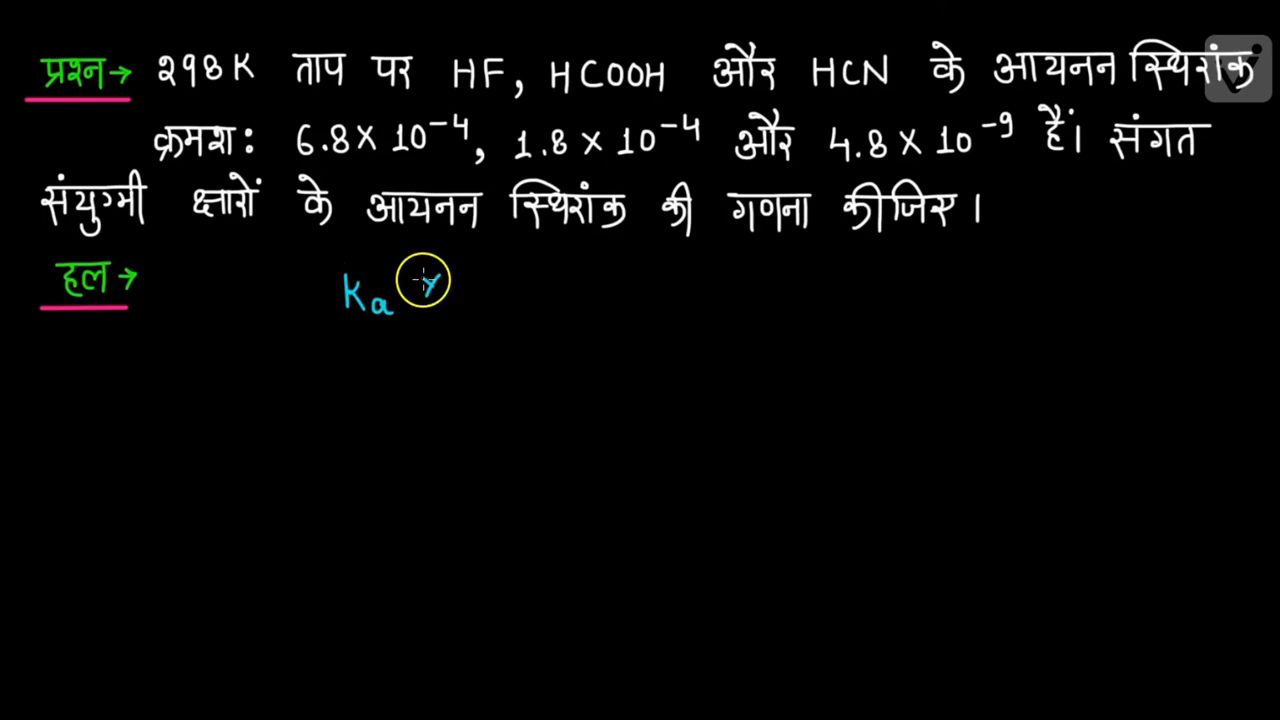 प्रश्न→ 298K ताप पर HF, HCOOH और HCN के आयनन स्थिरांक
क्रमश: 6.8 × 10⁻⁴, 1.8 × 10⁻⁴ और 4.8 × 10⁻⁹ हैं। संगत
संयुग्मी क्षारों के आयनन स्थिरांक की गणना कीजिए।
हल→ Ka ×